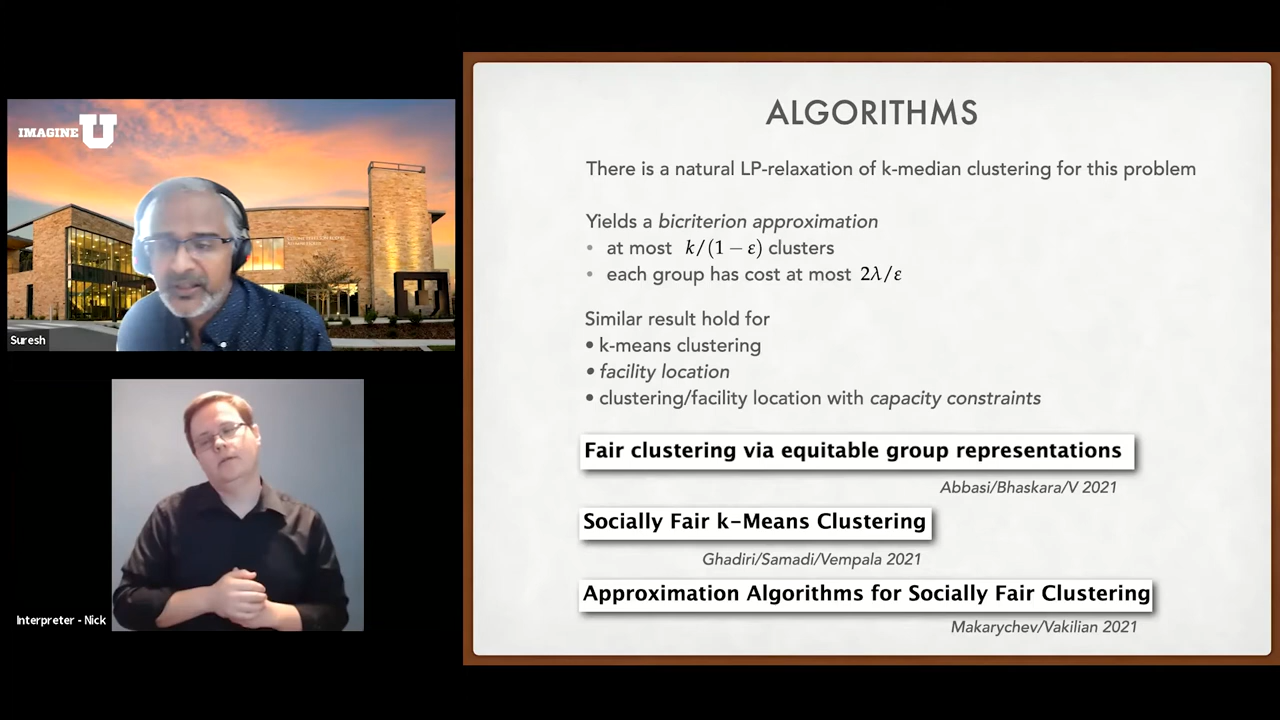 IMAGINE U
Suresh
Interpreter - Nick
ALGORITHMS
There is a natural LP-relaxation of k-median clustering for this problem
Yields a bicriterion approximation
• at most k/(1 − ε) clusters
• each group has cost at most 2λ/ε
Similar result hold for
• k-means clustering
• facility location
• clustering/facility location with capacity constraints
Fair clustering via equitable group representations
Abbasi/Bhaskara/V 2021
Socially Fair k-Means Clustering
Ghadiri/Samadi/Vempala 2021
Approximation Algorithms for Socially Fair Clustering
Makarychev/Vakilian 2021